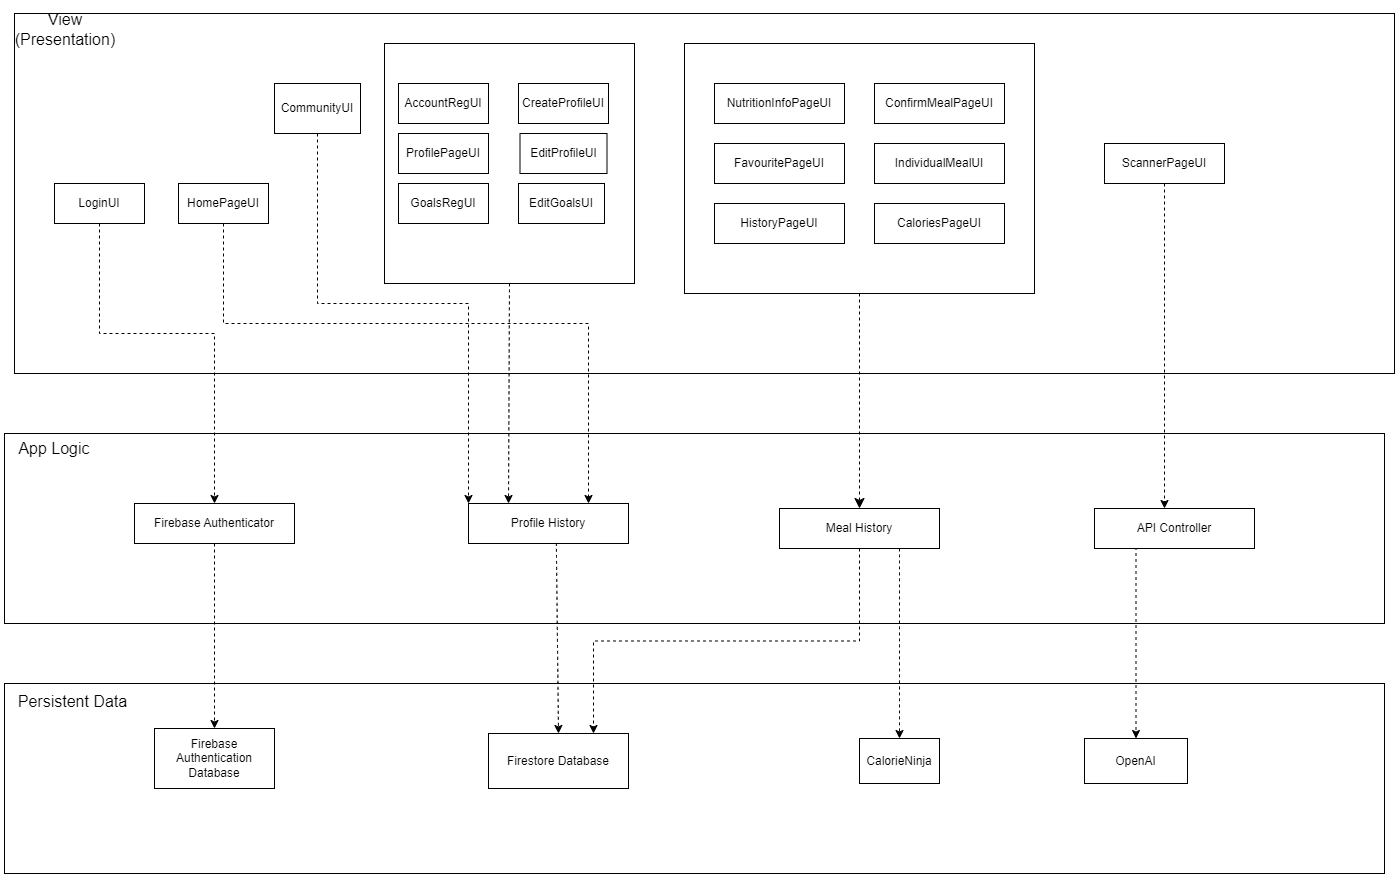 View
(Presentation)
CommunityUI
AccountRegUI
CreateProfileUI
ProfilePageUI
EditProfileUI
GoalsRegUI
EditGoalsUI
NutritionInfoPageUI
ConfirmMealPageUI
FavouritePageUI
IndividualMealUI
HistoryPageUI
CaloriesPageUI
ScannerPageUI
LoginUI
HomePageUI
App Logic
Firebase Authenticator
Profile History
Meal History
API Controller
Persistent Data
Firebase
Authentication
Database
Firestore Database
CalorieNinja
OpenAI